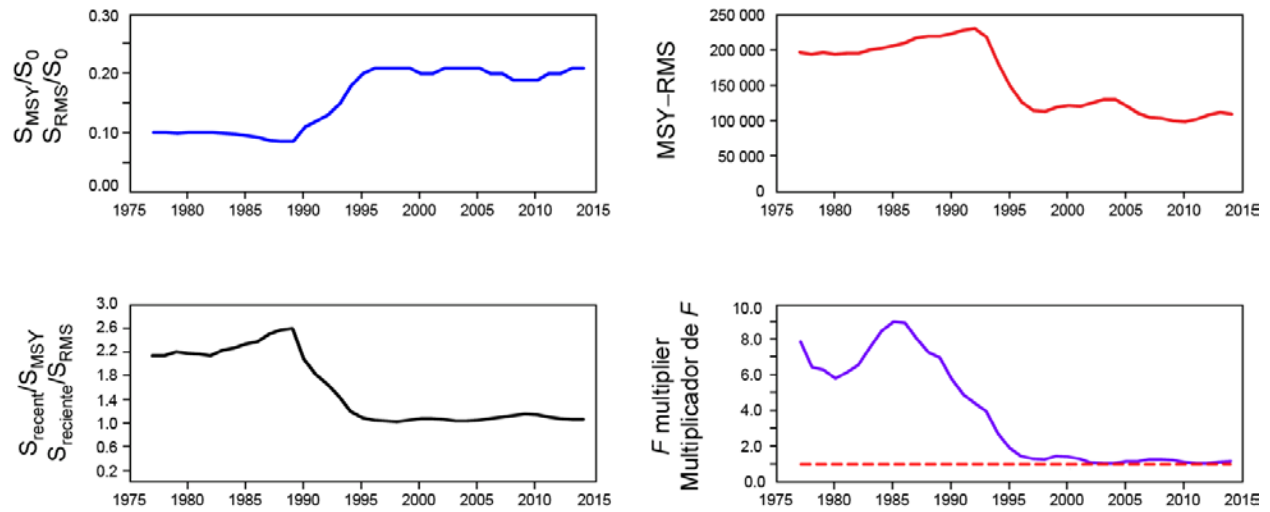 S_MSY/S_0
S_RMS/S_0
0.30
0.20
0.10
0.00
1975 1980 1985 1990 1995 2000 2005 2010 2015
MSY–RMS
250 000
200 000
150 000
100 000
50 000
0
1975 1980 1985 1990 1995 2000 2005 2010 2015
S_recent/S_MSY
S_reciente/S_RMS
3.0
2.6
2.2
1.8
1.4
1.0
0.6
0.2
1975 1980 1985 1990 1995 2000 2005 2010 2015
F multiplier
Multiplicador de F
10.0
8.0
6.0
4.0
2.0
0.0
1975 1980 1985 1990 1995 2000 2005 2010 2015